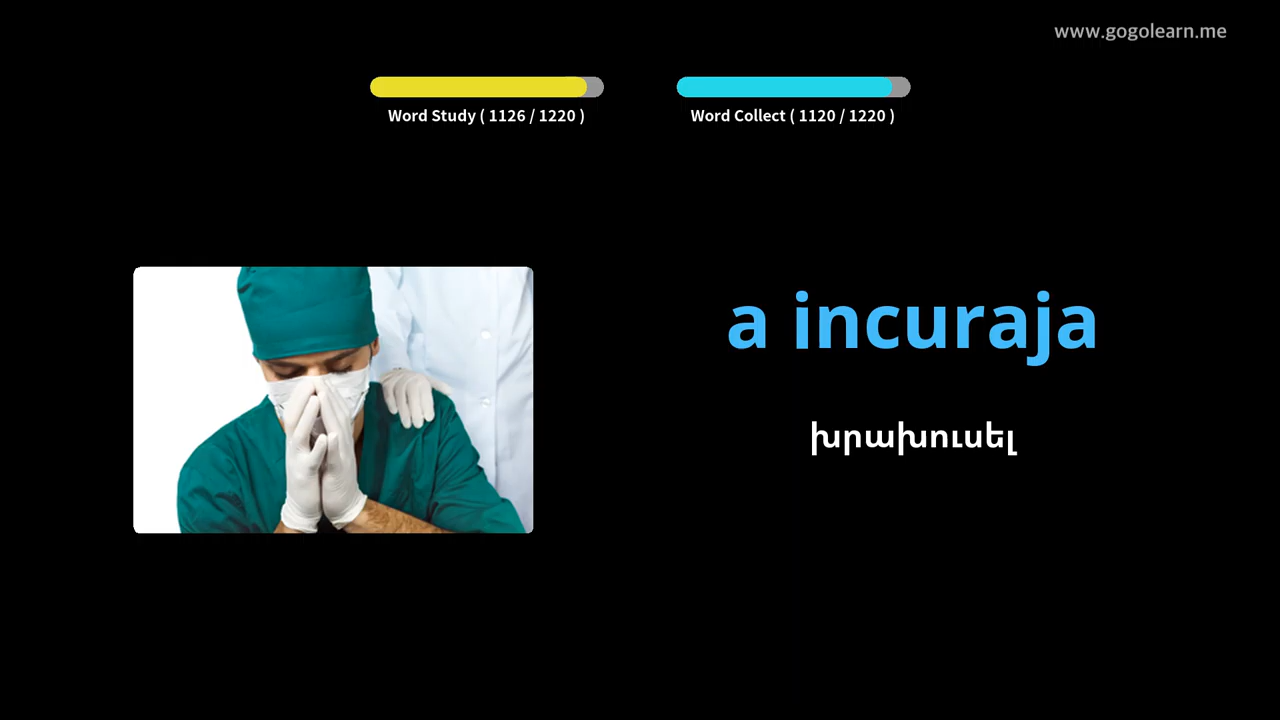 www.gogolearn.me
Word Study ( 1126 / 1220 )
Word Collect ( 1120 / 1220 )
a incuraja
խրախուսել